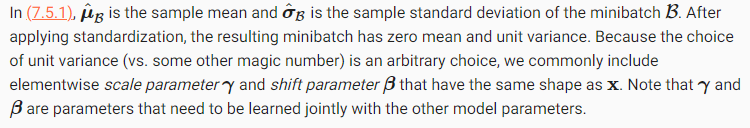 In (7.5.1), μ̂_ℬ is the sample mean and σ̂_ℬ is the sample standard deviation of the minibatch ℬ. After
applying standardization, the resulting minibatch has zero mean and unit variance. Because the choice
of unit variance (vs. some other magic number) is an arbitrary choice, we commonly include
elementwise scale parameter γ and shift parameter β that have the same shape as x. Note that γ and
β are parameters that need to be learned jointly with the other model parameters.